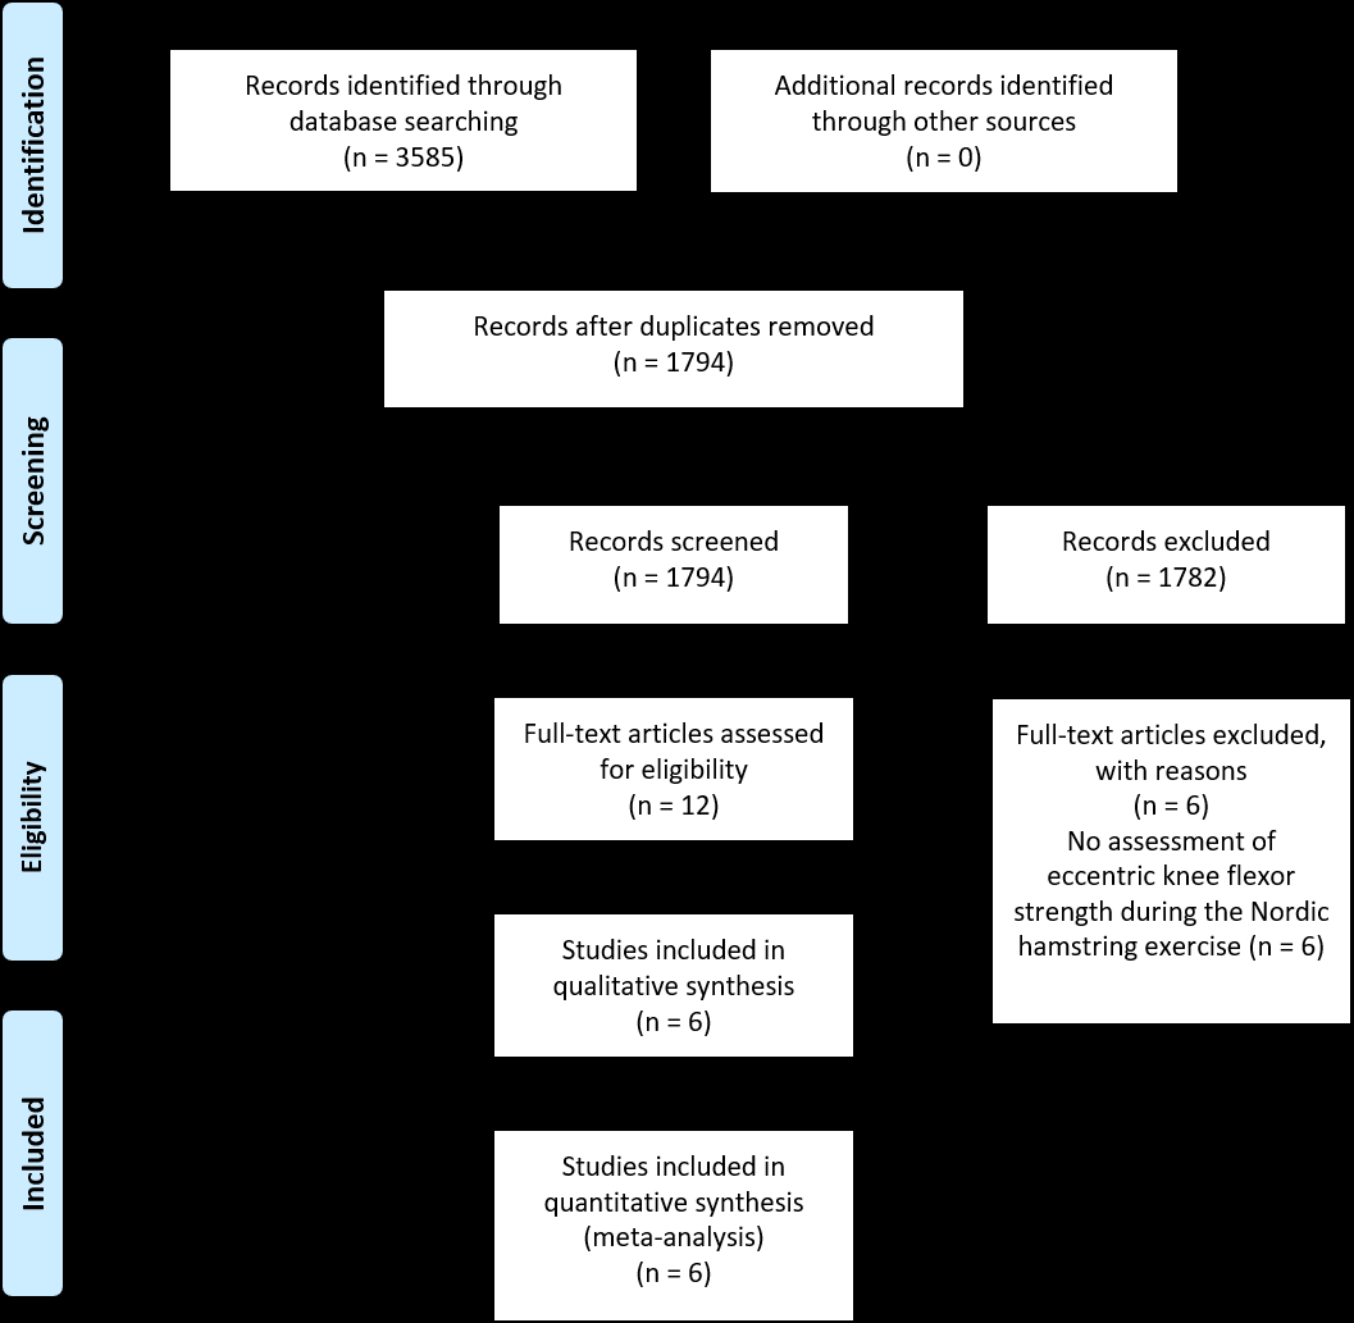 Identification
Records identified through
database searching
(n = 3585)
Additional records identified
through other sources
(n = 0)
Records after duplicates removed
(n = 1794)
Screening
Records screened
(n = 1794)
Records excluded
(n = 1782)
Eligibility
Full-text articles assessed
for eligibility
(n = 12)
Full-text articles excluded,
with reasons
(n = 6)
No assessment of
eccentric knee flexor
strength during the Nordic
hamstring exercise (n = 6)
Studies included in
qualitative synthesis
(n = 6)
Included
Studies included in
quantitative synthesis
(meta-analysis)
(n = 6)